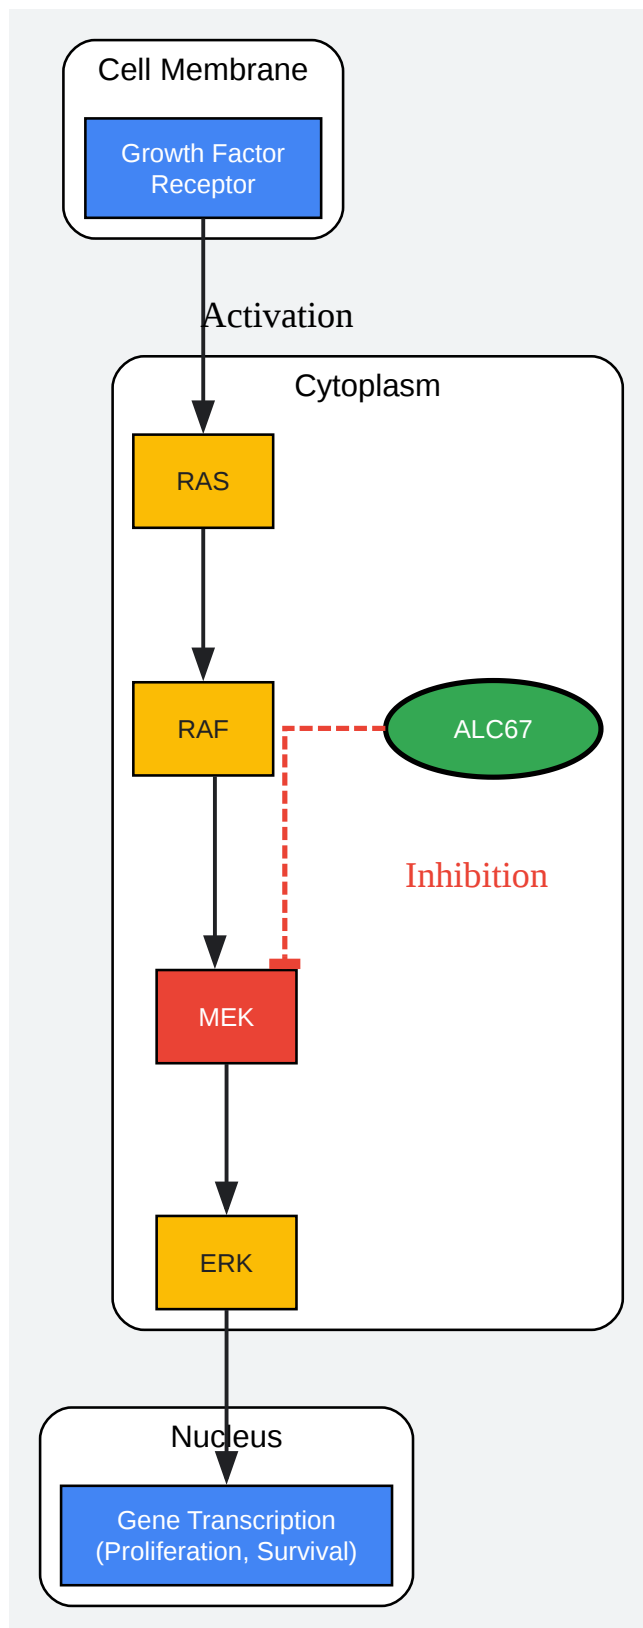 Cell Membrane
Growth Factor
Receptor
Activation
Cytoplasm
RAS
RAF
ALC67
Inhibition
MEK
ERK
Nucleus
Gene Transcription
(Proliferation, Survival)